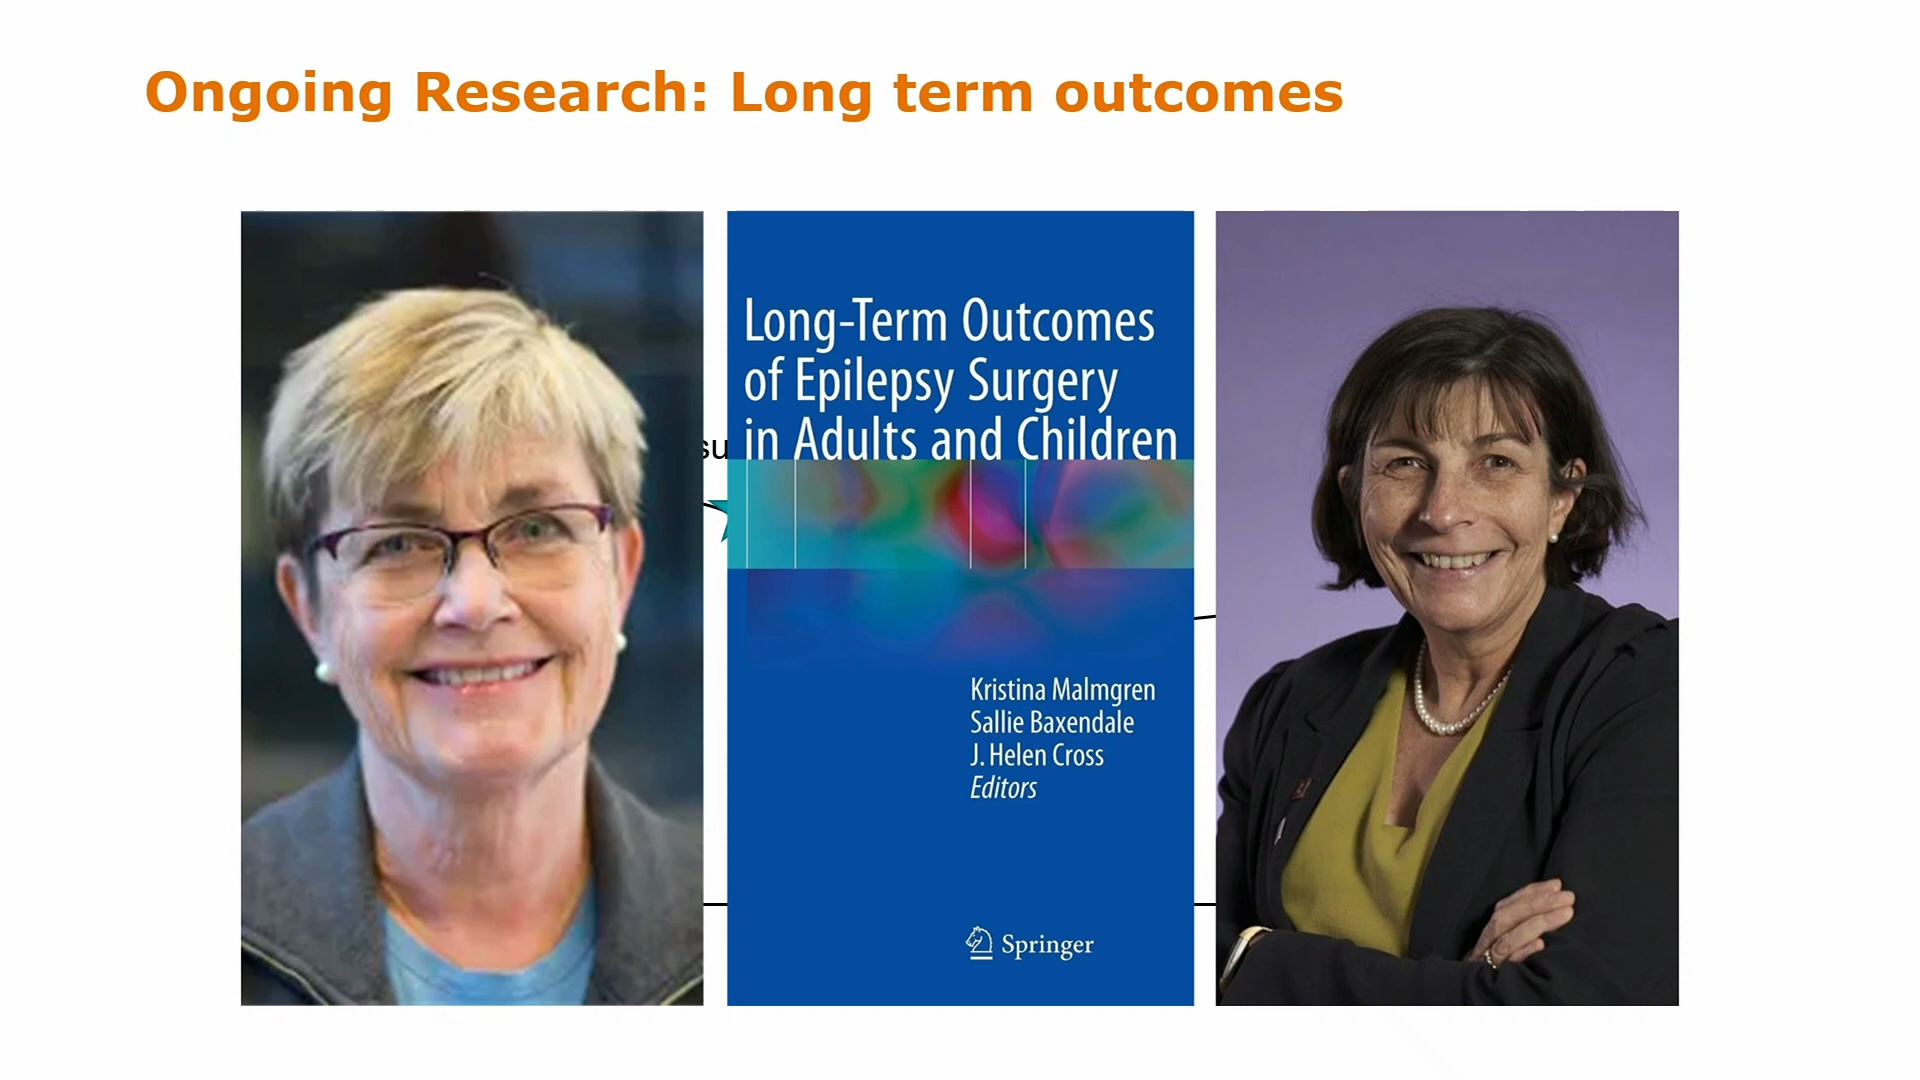 Ongoing Research: Long term outcomes
su
Long-Term Outcomes
of Epilepsy Surgery
in Adults and Children
Kristina Malmgren
Sallie Baxendale
J. Helen Cross
Editors
Springer